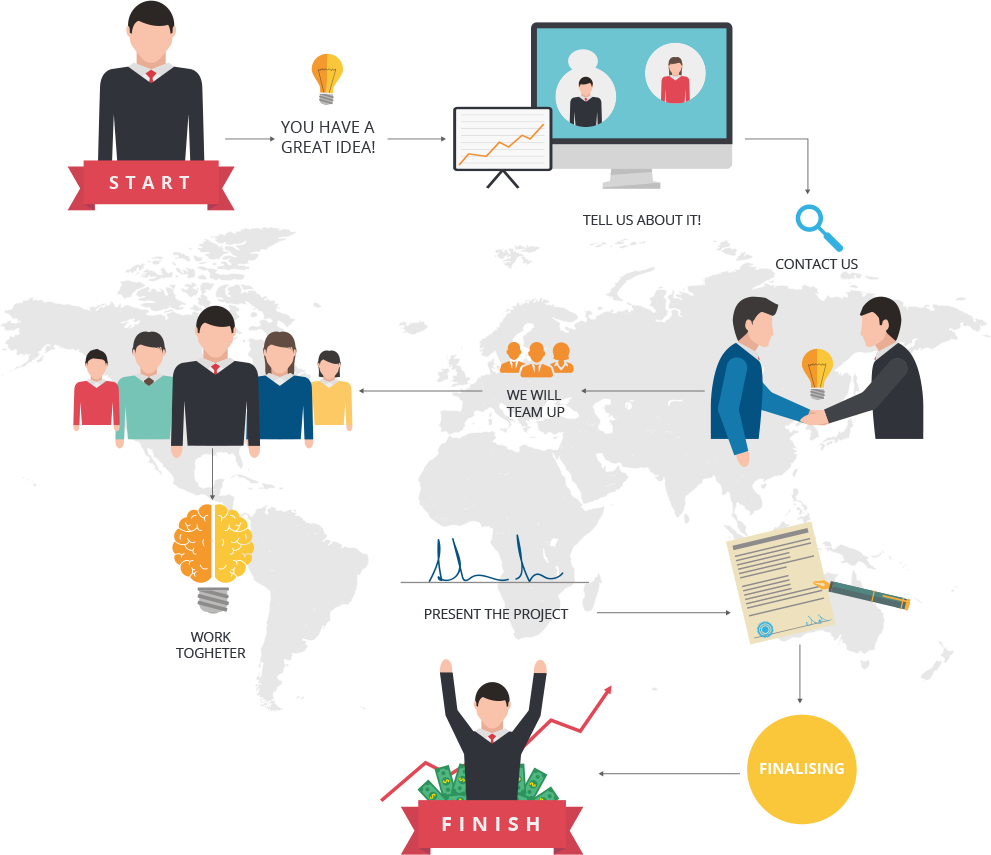 START
YOU HAVE A
GREAT IDEA!
TELL US ABOUT IT!
CONTACT US
WE WILL
TEAM UP
WORK
TOGHETER
PRESENT THE PROJECT
FINALISING
FINISH